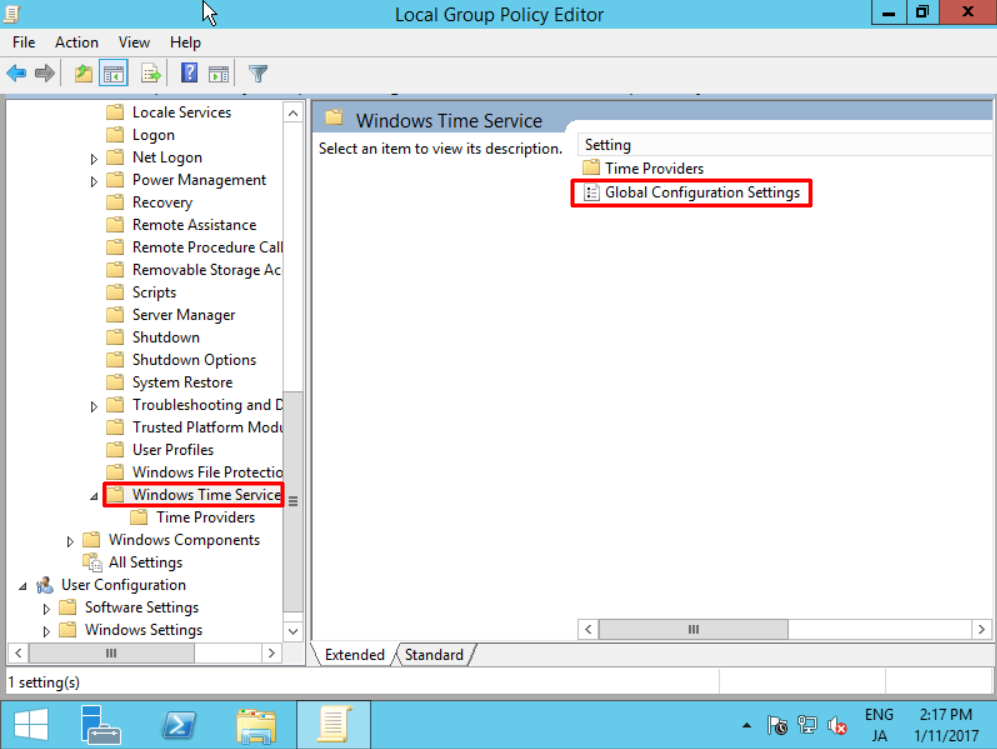 Local Group Policy Editor
File Action View Help
Locale Services
Logon
Net Logon
Power Management
Recovery
Remote Assistance
Remote Procedure Call
Removable Storage Ac
Scripts
Server Manager
Shutdown
Shutdown Options
System Restore
Troubleshooting and D
Trusted Platform Modu
User Profiles
Windows File Protectio
Windows Time Service
Time Providers
Windows Components
All Settings
User Configuration
Software Settings
Windows Settings
Windows Time Service
Select an item to view its description.
Setting
Time Providers
Global Configuration Settings
Extended Standard
1 setting(s)
ENG 2:17 PM
JA 1/11/2017